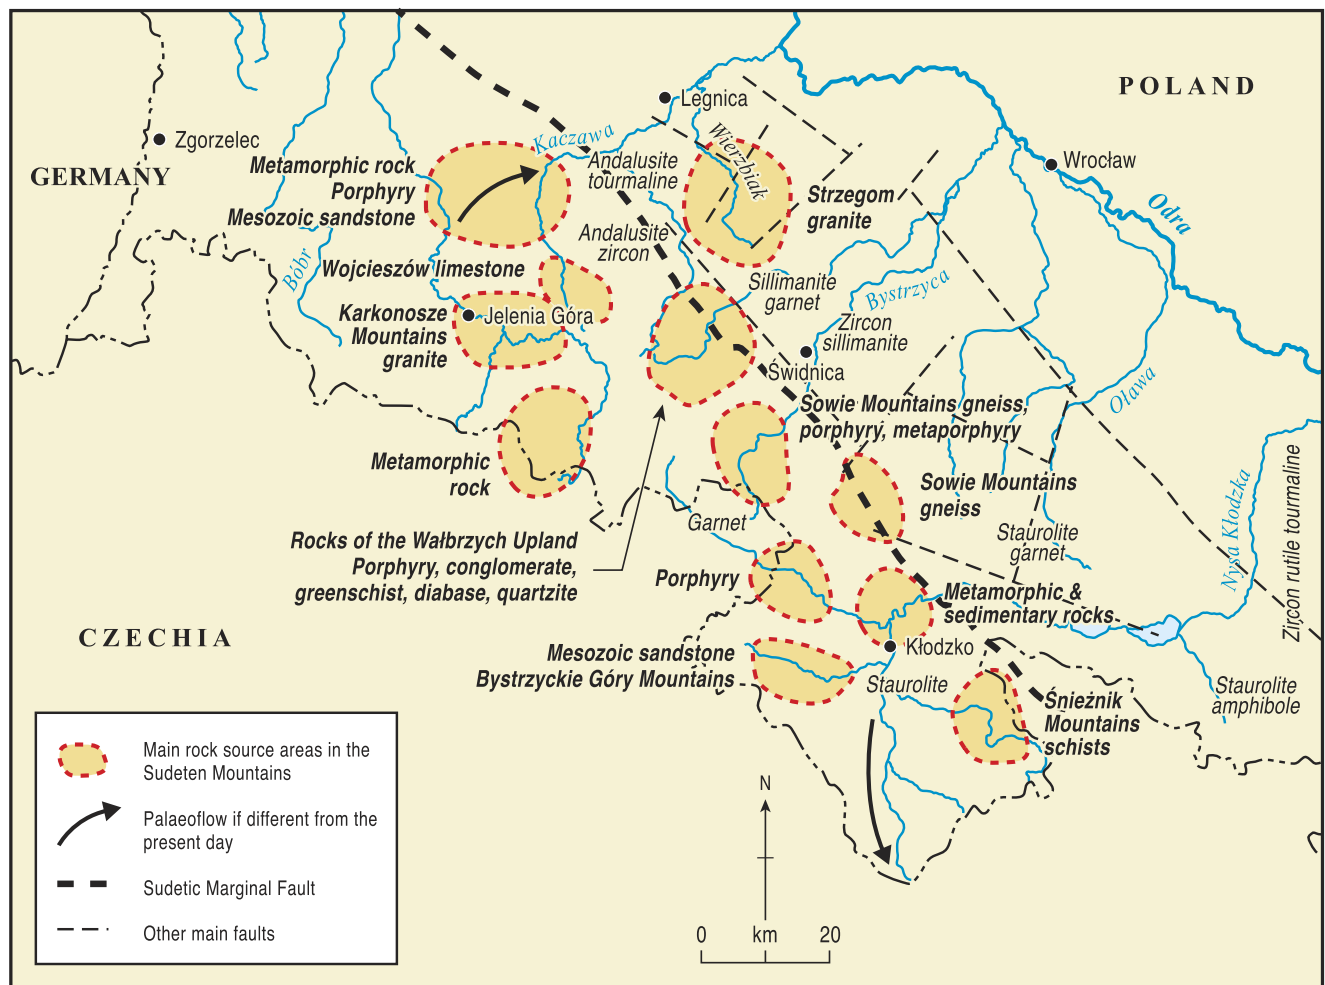 POLAND
Legnica
Zgorzelec
Kaczawa
Wierzbiak
Wrocław
GERMANY
Metamorphic rock
Porphyry
Mesozoic sandstone
Andalusite
tourmaline
Strzegom
granite
Odra
Andalusite
zircon
Bóbr
Wojcieszów limestone
Sillimanite
garnet
Bystrzyca
Karkonosze
Mountains
granite
Jelenia Góra
Zircon
sillimanite
Świdnica
Oława
Sowie Mountains gneiss,
porphyry, metaporphyry
Metamorphic
rock
Sowie Mountains
gneiss
Nysa Kłodzka
Zircon rutile tourmaline
Garnet
Staurolite
garnet
Rocks of the Wałbrzych Upland
Porphyry, conglomerate,
greenschist, diabase, quartzite
Porphyry
Metamorphic &
sedimentary rocks
CZECHIA
Kłodzko
Mesozoic sandstone
Bystrzyckie Góry Mountains
Staurolite
Staurolite
amphibole
Śnieżnik
Mountains
schists
Main rock source areas in the
Sudeten Mountains
Palaeoflow if different from the
present day
Sudetic Marginal Fault
Other main faults
N
0 km 20